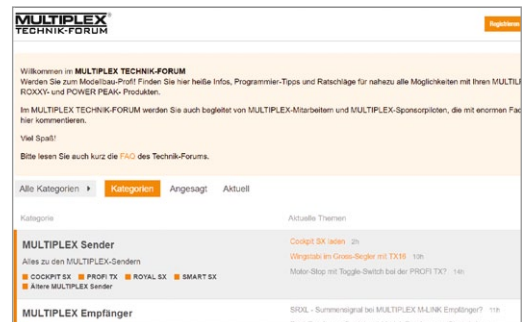 MULTIPLEX
TECHNIK-FORUM
Registrieren
Willkommen im MULTIPLEX TECHNIK-FORUM
Werden Sie zum Modellbau-Profi! Finden Sie hier heiße Infos, Programmier-Tipps und Ratschläge für nahezu alle Möglichkeiten mit Ihren
ROXXY- und POWER PEAK- Produkten.
Im MULTIPLEX TECHNIK-FORUM werden Sie auch begleitet von MULTIPLEX-Mitarbeitern und MULTIPLEX-Sponsorpiloten, die mit enormen
hier kommentieren.
Viel Spaß!
Bitte lesen Sie auch kurz die FAQ des Technik-Forums.
Alle Kategorien Kategorien Angesagt Aktuell
Kategorie Aktuelle Themen
MULTIPLEX Sender Cockpit SX laden 2h
Alles zu den MULTIPLEX-Sendern Wingstabi im Gross-Segler mit TX16 10h
COCKPIT SX PROFI TX ROYAL SX SMART SX Motor-Stop mit Toggle-Switch bei der PROFI TX? 14h
Ältere MULTIPLEX Sender
MULTIPLEX Empfänger SRXL - Summensignal bei MULTIPLEX M-LINK Empfänger? 11h